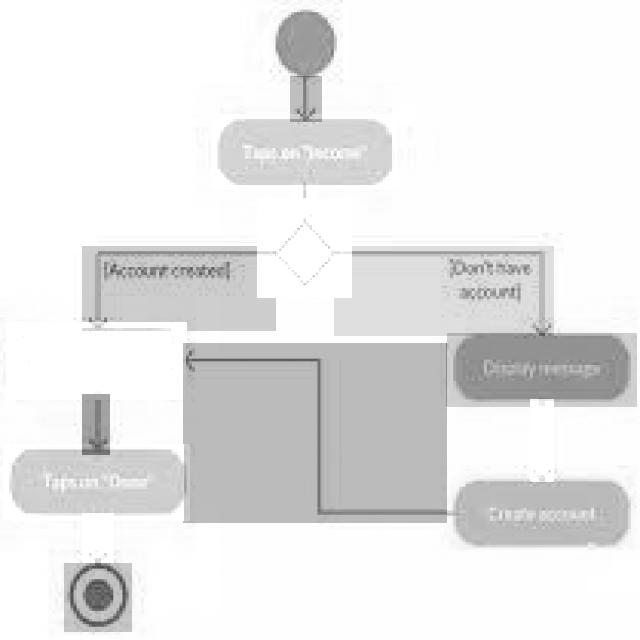 Taps on "Income"
[Account created]
[Don't have
account]
Display message
Taps on "Done"
Create account